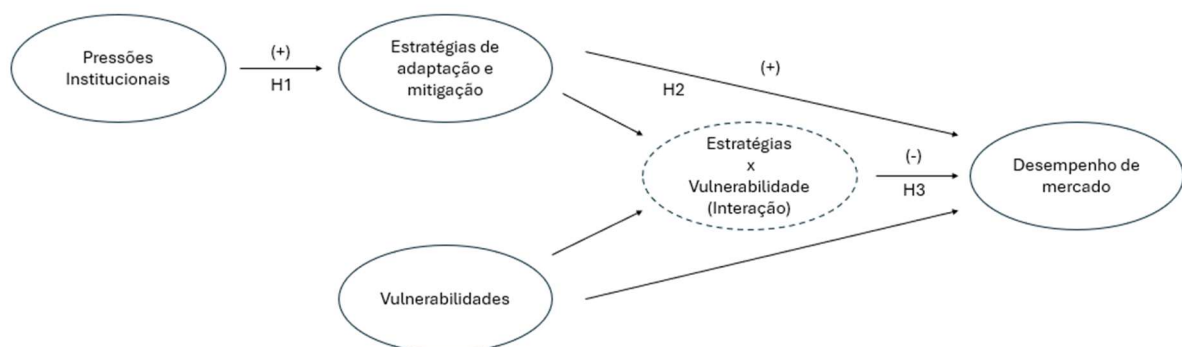 Pressões
Institucionais
(+)
H1
Estratégias de
adaptação e
mitigação
(+)
H2
Estratégias
x
Vulnerabilidade
(Interação)
(-)
H3
Desempenho de
mercado
Vulnerabilidades